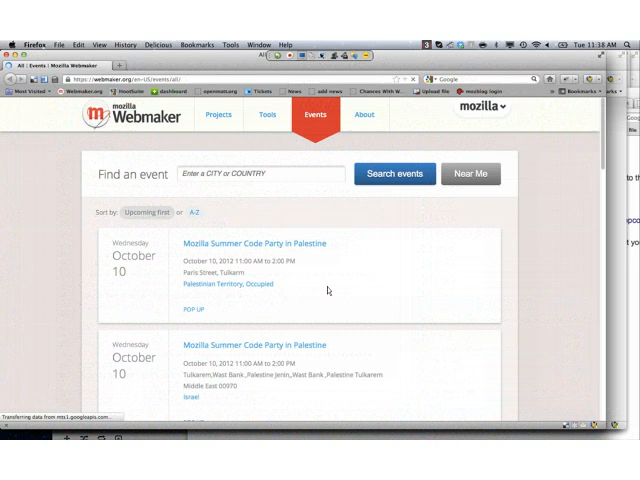 Firefox File Edit View History Delicious Bookmarks Tools Window Help Tue 11:38 AM
All | Events | Mozilla Webmaker
https://webmaker.org/en-US/events/all/ Google
Most Visited Webmaker.org HootSuite dashboard openmatt.org Tickets News add news Chances With W... Upload file mozblog login Bookmarks
mozilla
Webmaker Projects Tools Events About mozilla
Find an event Enter a CITY or COUNTRY Search events Near Me
Sort by: Upcoming first or A-Z
Wednesday
October
10
Mozilla Summer Code Party in Palestine
October 10, 2012 11:00 AM to 2:00 PM
Paris Street, Tulkarm
Palestinian Territory, Occupied
POP UP
Wednesday
October
10
Mozilla Summer Code Party in Palestine
October 10, 2012 11:00 AM to 2:00 PM
Tulkarem,Wast Bank ,Palestine jenin,,Wast Bank ,Palestine Tulkarem
Middle East 00970
Israel
Transferring data from mts1.googleapis.com...